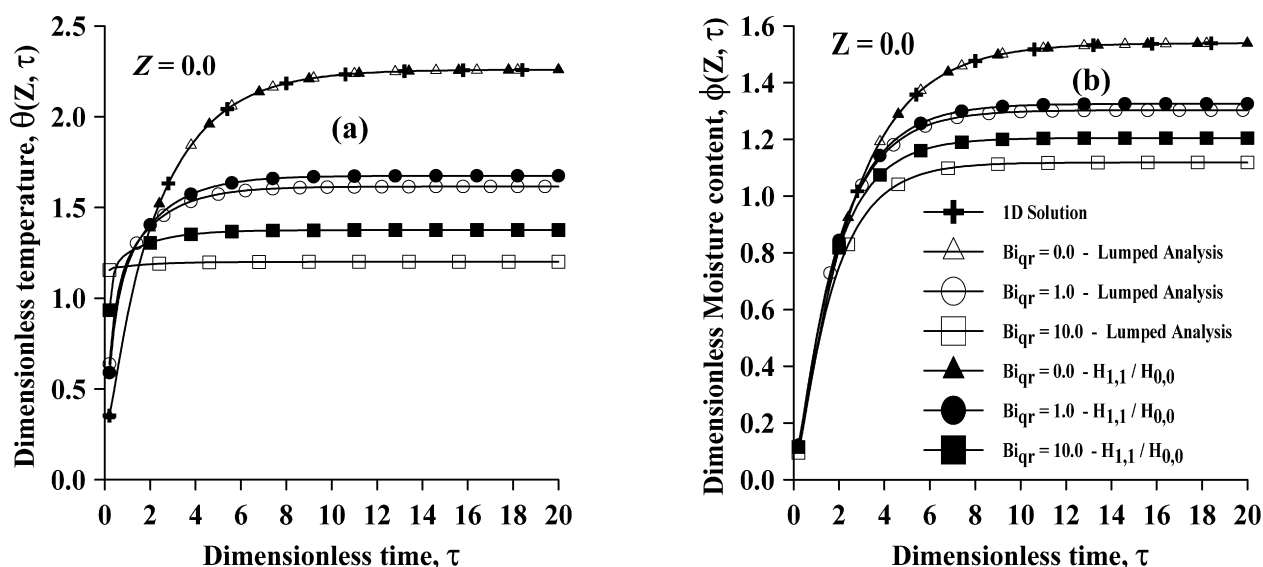 2.5
2.0
1.5
1.0
0.5
0.0
Dimensionless temperature, θ(Z, τ)
Z = 0.0
(a)
0 2 4 6 8 10 12 14 16 18 20
Dimensionless time, τ
1.6
1.4
1.2
1.0
0.8
0.6
0.4
0.2
0.0
Dimensionless Moisture content, ϕ(Z, τ)
Z = 0.0
(b)
1D Solution
Bi_qr = 0.0 - Lumped Analysis
Bi_qr = 1.0 - Lumped Analysis
Bi_qr = 10.0 - Lumped Analysis
Bi_qr = 0.0 - H_1,1 / H_0,0
Bi_qr = 1.0 - H_1,1 / H_0,0
Bi_qr = 10.0 - H_1,1 / H_0,0
0 2 4 6 8 10 12 14 16 18 20
Dimensionless time, τ